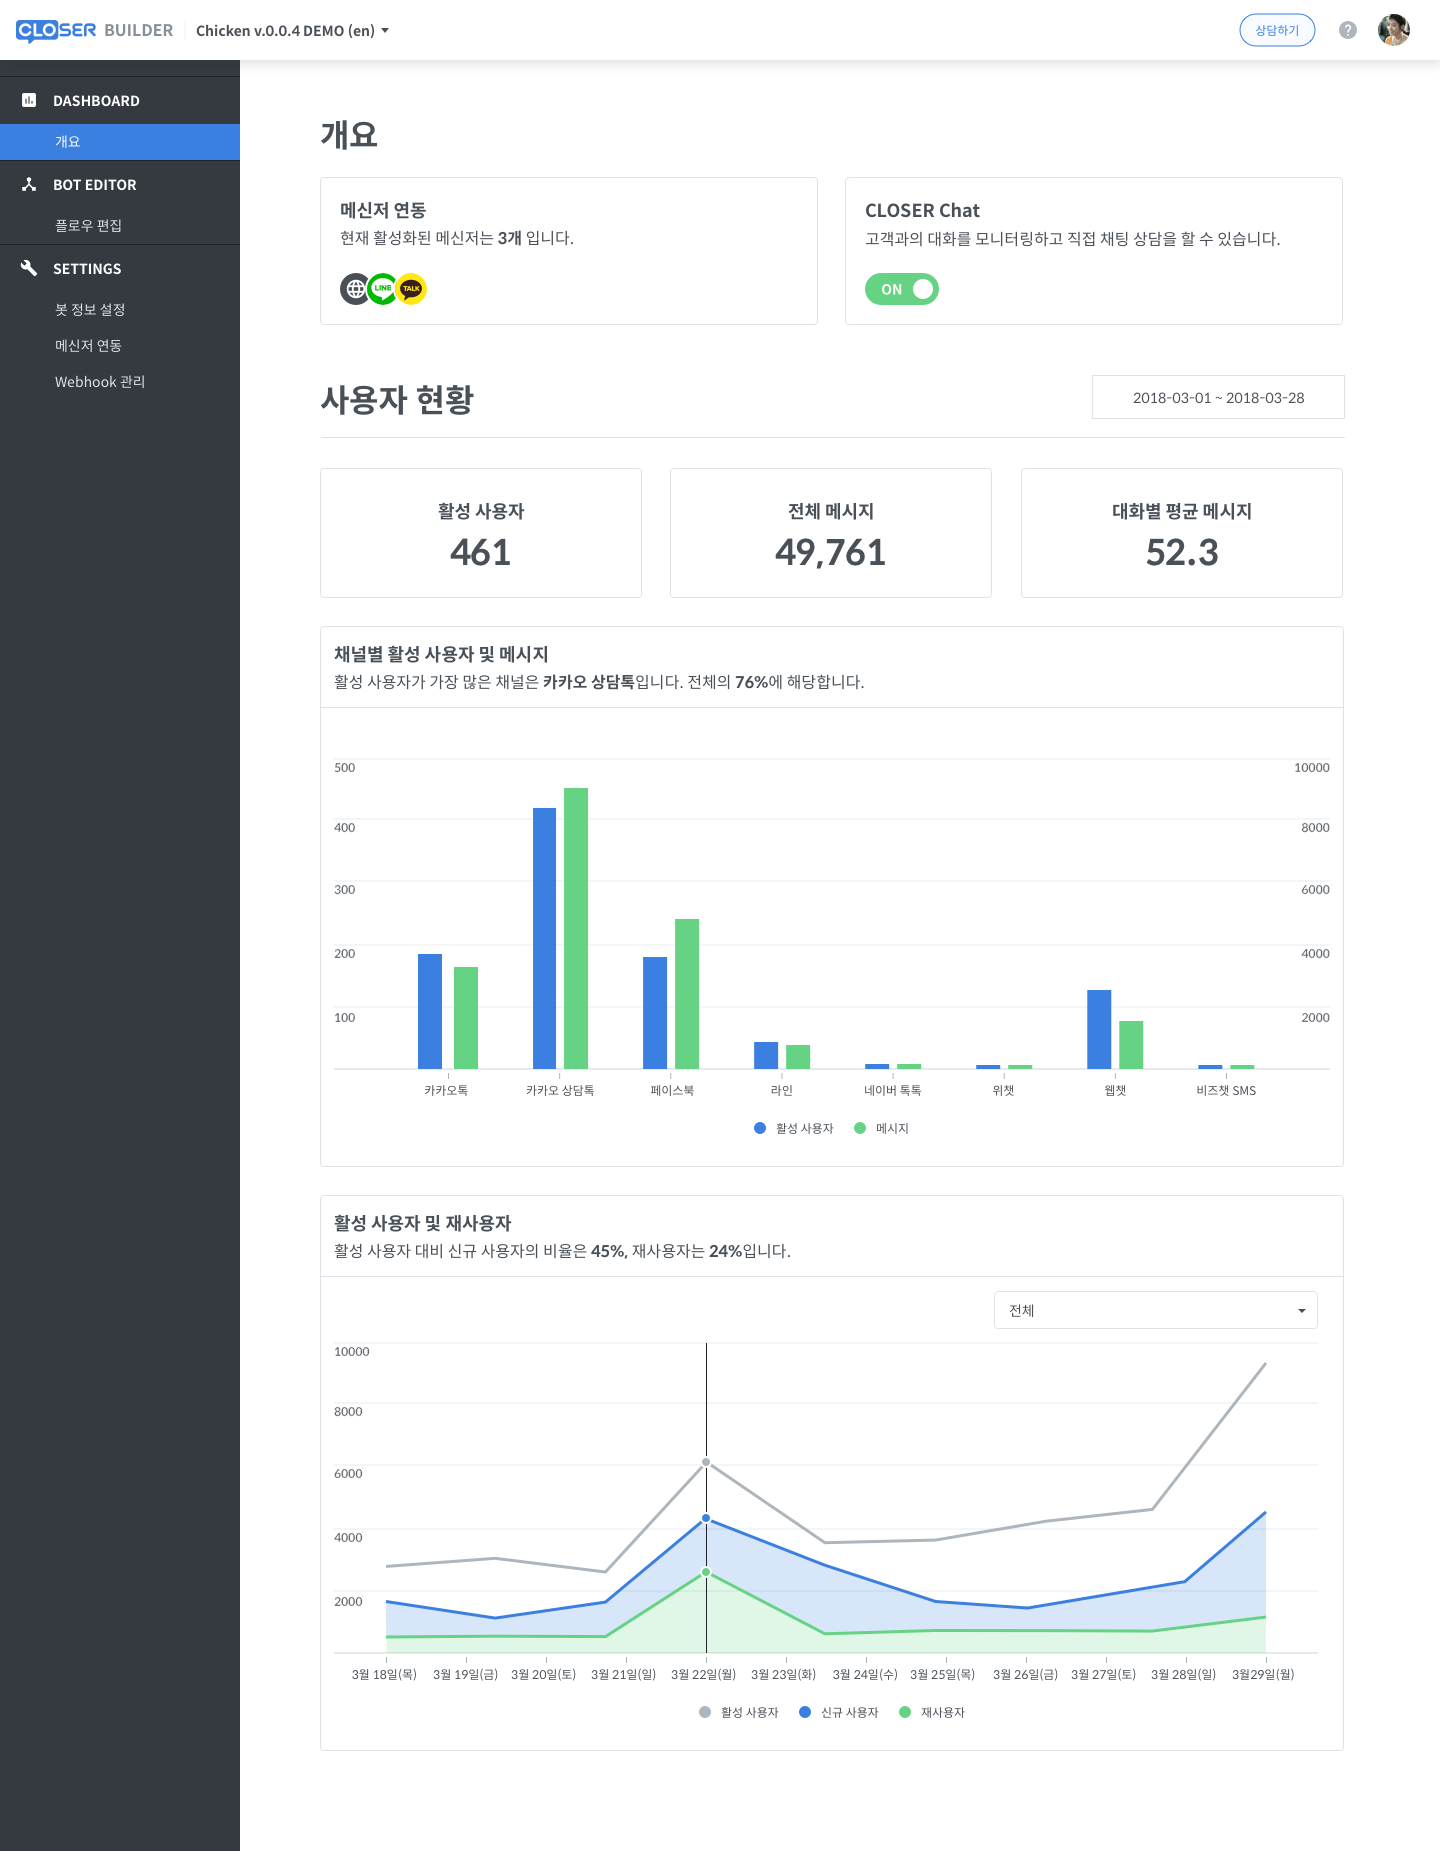 CLOSER BUILDER Chicken v.0.0.4 DEMO (en) 상담하기 ?
DASHBOARD
개요
BOT EDITOR
플로우 편집
SETTINGS
봇 정보 설정
메신저 연동
Webhook 관리
개요
메신저 연동
현재 활성화된 메신저는 3개 입니다.
LINE TALK
CLOSER Chat
고객과의 대화를 모니터링하고 직접 채팅 상담을 할 수 있습니다.
ON
사용자 현황
2018-03-01 ~ 2018-03-28
활성 사용자
461
전체 메시지
49,761
대화별 평균 메시지
52.3
채널별 활성 사용자 및 메시지
활성 사용자가 가장 많은 채널은 카카오 상담톡입니다. 전체의 76%에 해당합니다.
500 10000
400 8000
300 6000
200 4000
100 2000
카카오톡 카카오 상담톡 페이스북 라인 네이버 톡톡 위챗 웹챗 비즈챗 SMS
활성 사용자 메시지
활성 사용자 및 재사용자
활성 사용자 대비 신규 사용자의 비율은 45%, 재사용자는 24%입니다.
전체
10000
8000
6000
4000
2000
3월 18일(목) 3월 19일(금) 3월 20일(토) 3월 21일(일) 3월 22일(월) 3월 23일(화) 3월 24일(수) 3월 25일(목) 3월 26일(금) 3월 27일(토) 3월 28일(일) 3월29일(월)
활성 사용자 신규 사용자 재사용자